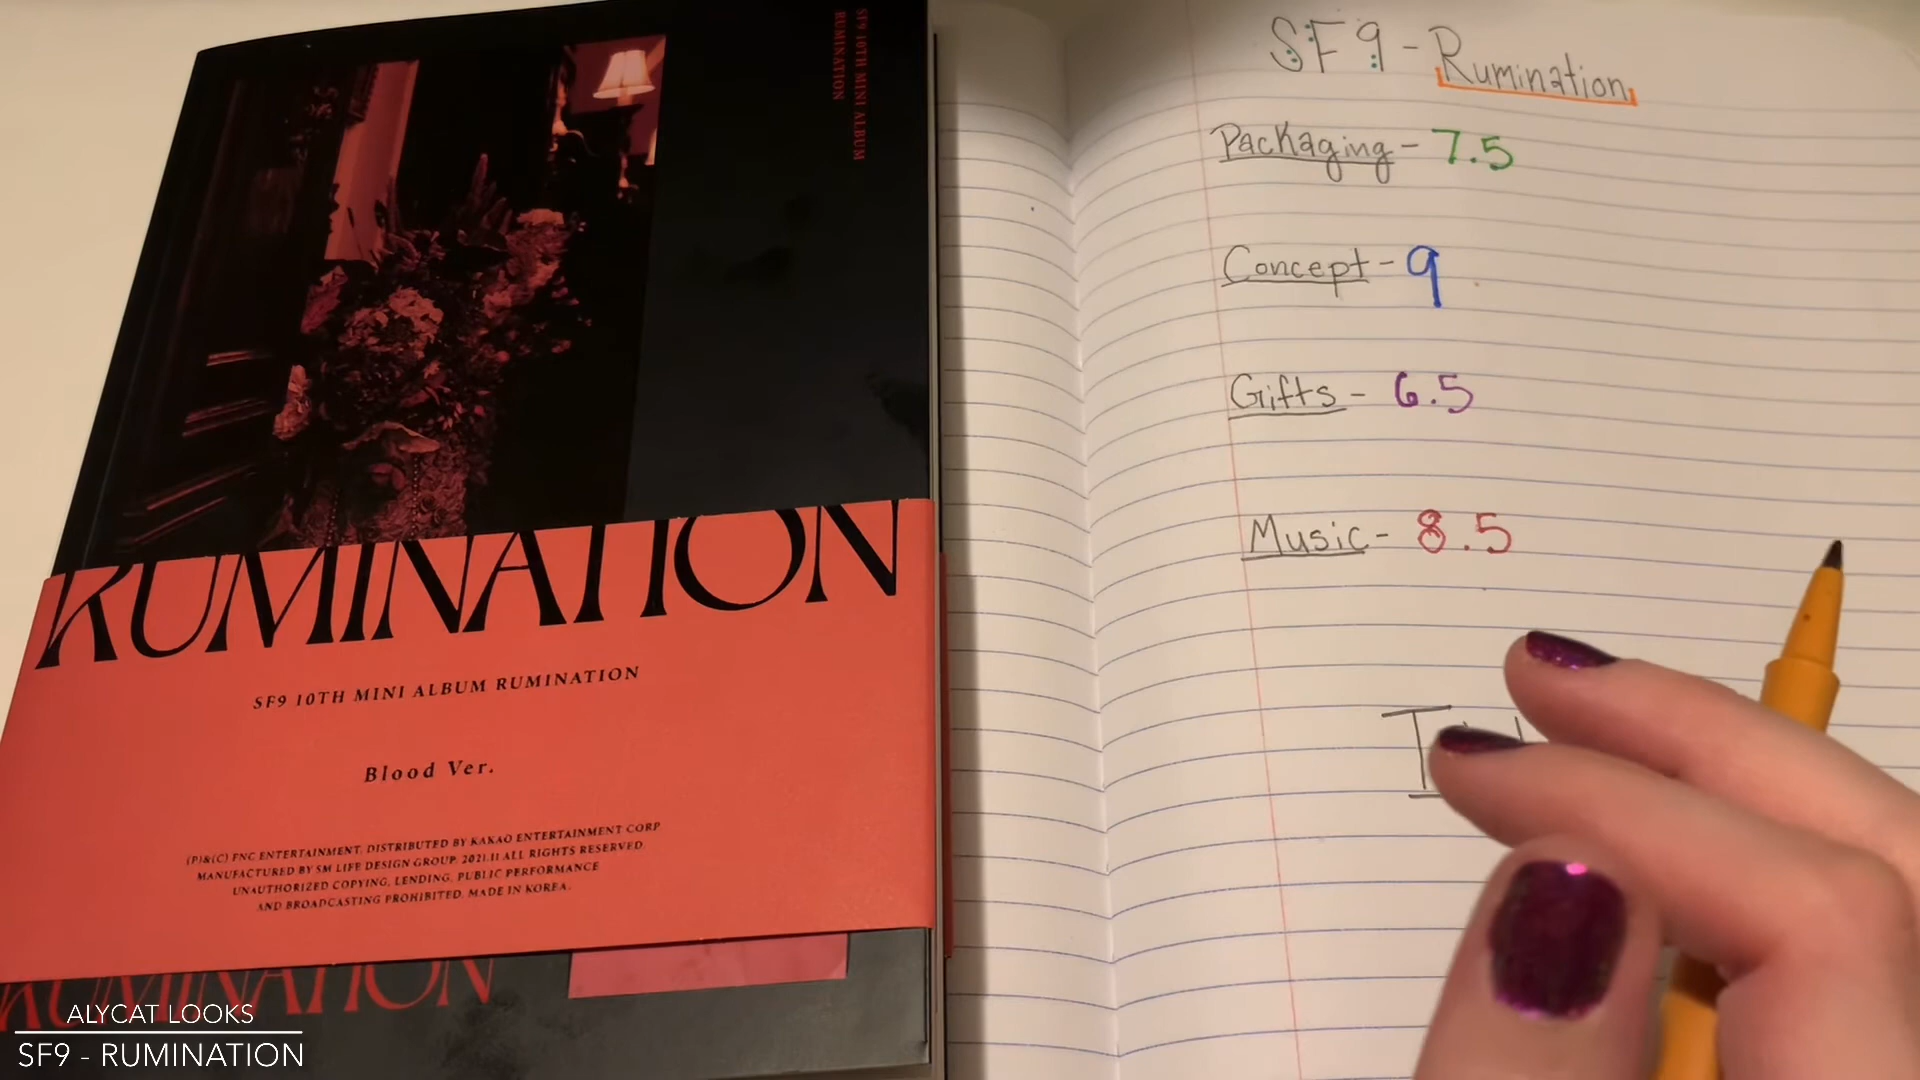 SF9 10TH MINI ALBUM
RUMINATION
RUMINATION
SF9 10TH MINI ALBUM RUMINATION
Blood Ver.
(P)&(C) FNC ENTERTAINMENT. DISTRIBUTED BY KAKAO ENTERTAINMENT CORP
MANUFACTURED BY SM LIFE DESIGN GROUP. 2021.11 ALL RIGHTS RESERVED.
UNAUTHORIZED COPYING, LENDING, PUBLIC PERFORMANCE
AND BROADCASTING PROHIBITED. MADE IN KOREA.
RUMINATION
ALYCAT LOOKS
SF9 - RUMINATION
SF9 - Rumination
Packaging - 7.5
Concept - 9
Gifts - 6.5
Music - 8.5